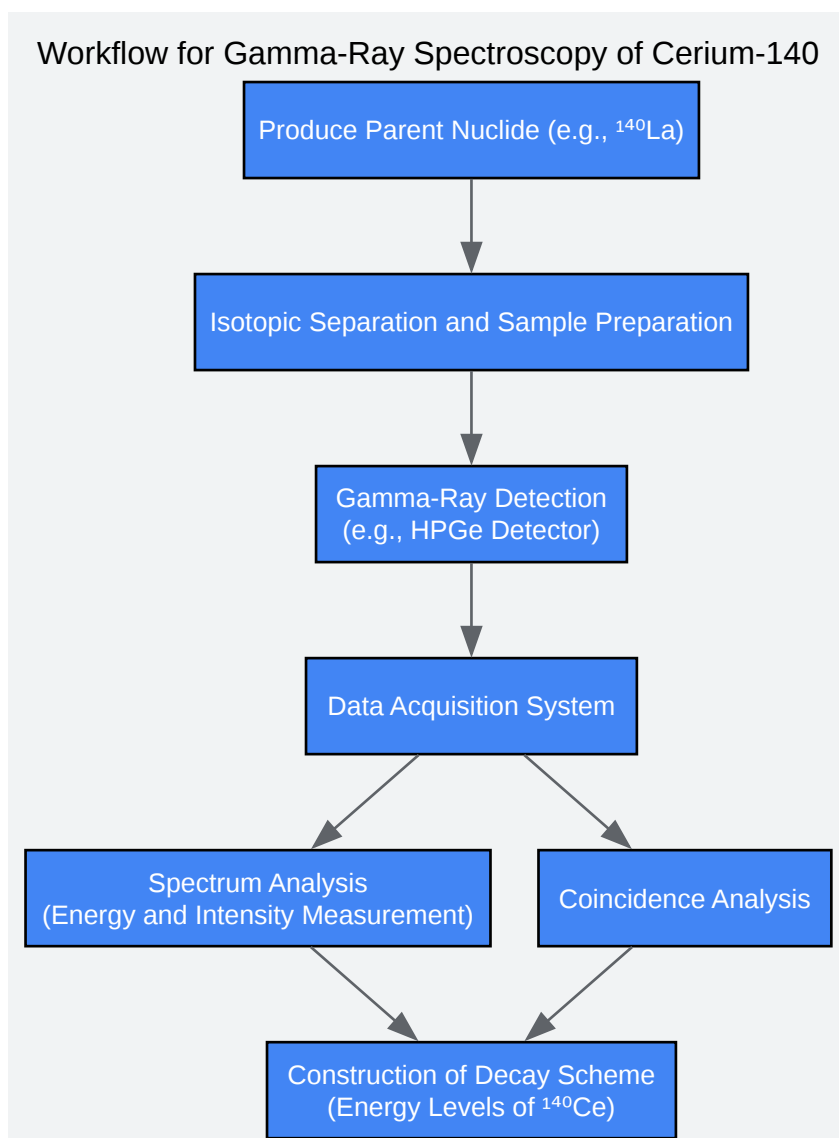 Workflow for Gamma-Ray Spectroscopy of Cerium-140
Produce Parent Nuclide (e.g., ¹⁴⁰La)
Isotopic Separation and Sample Preparation
Gamma-Ray Detection
(e.g., HPGe Detector)
Data Acquisition System
Spectrum Analysis
(Energy and Intensity Measurement)
Coincidence Analysis
Construction of Decay Scheme
(Energy Levels of ¹⁴⁰Ce)